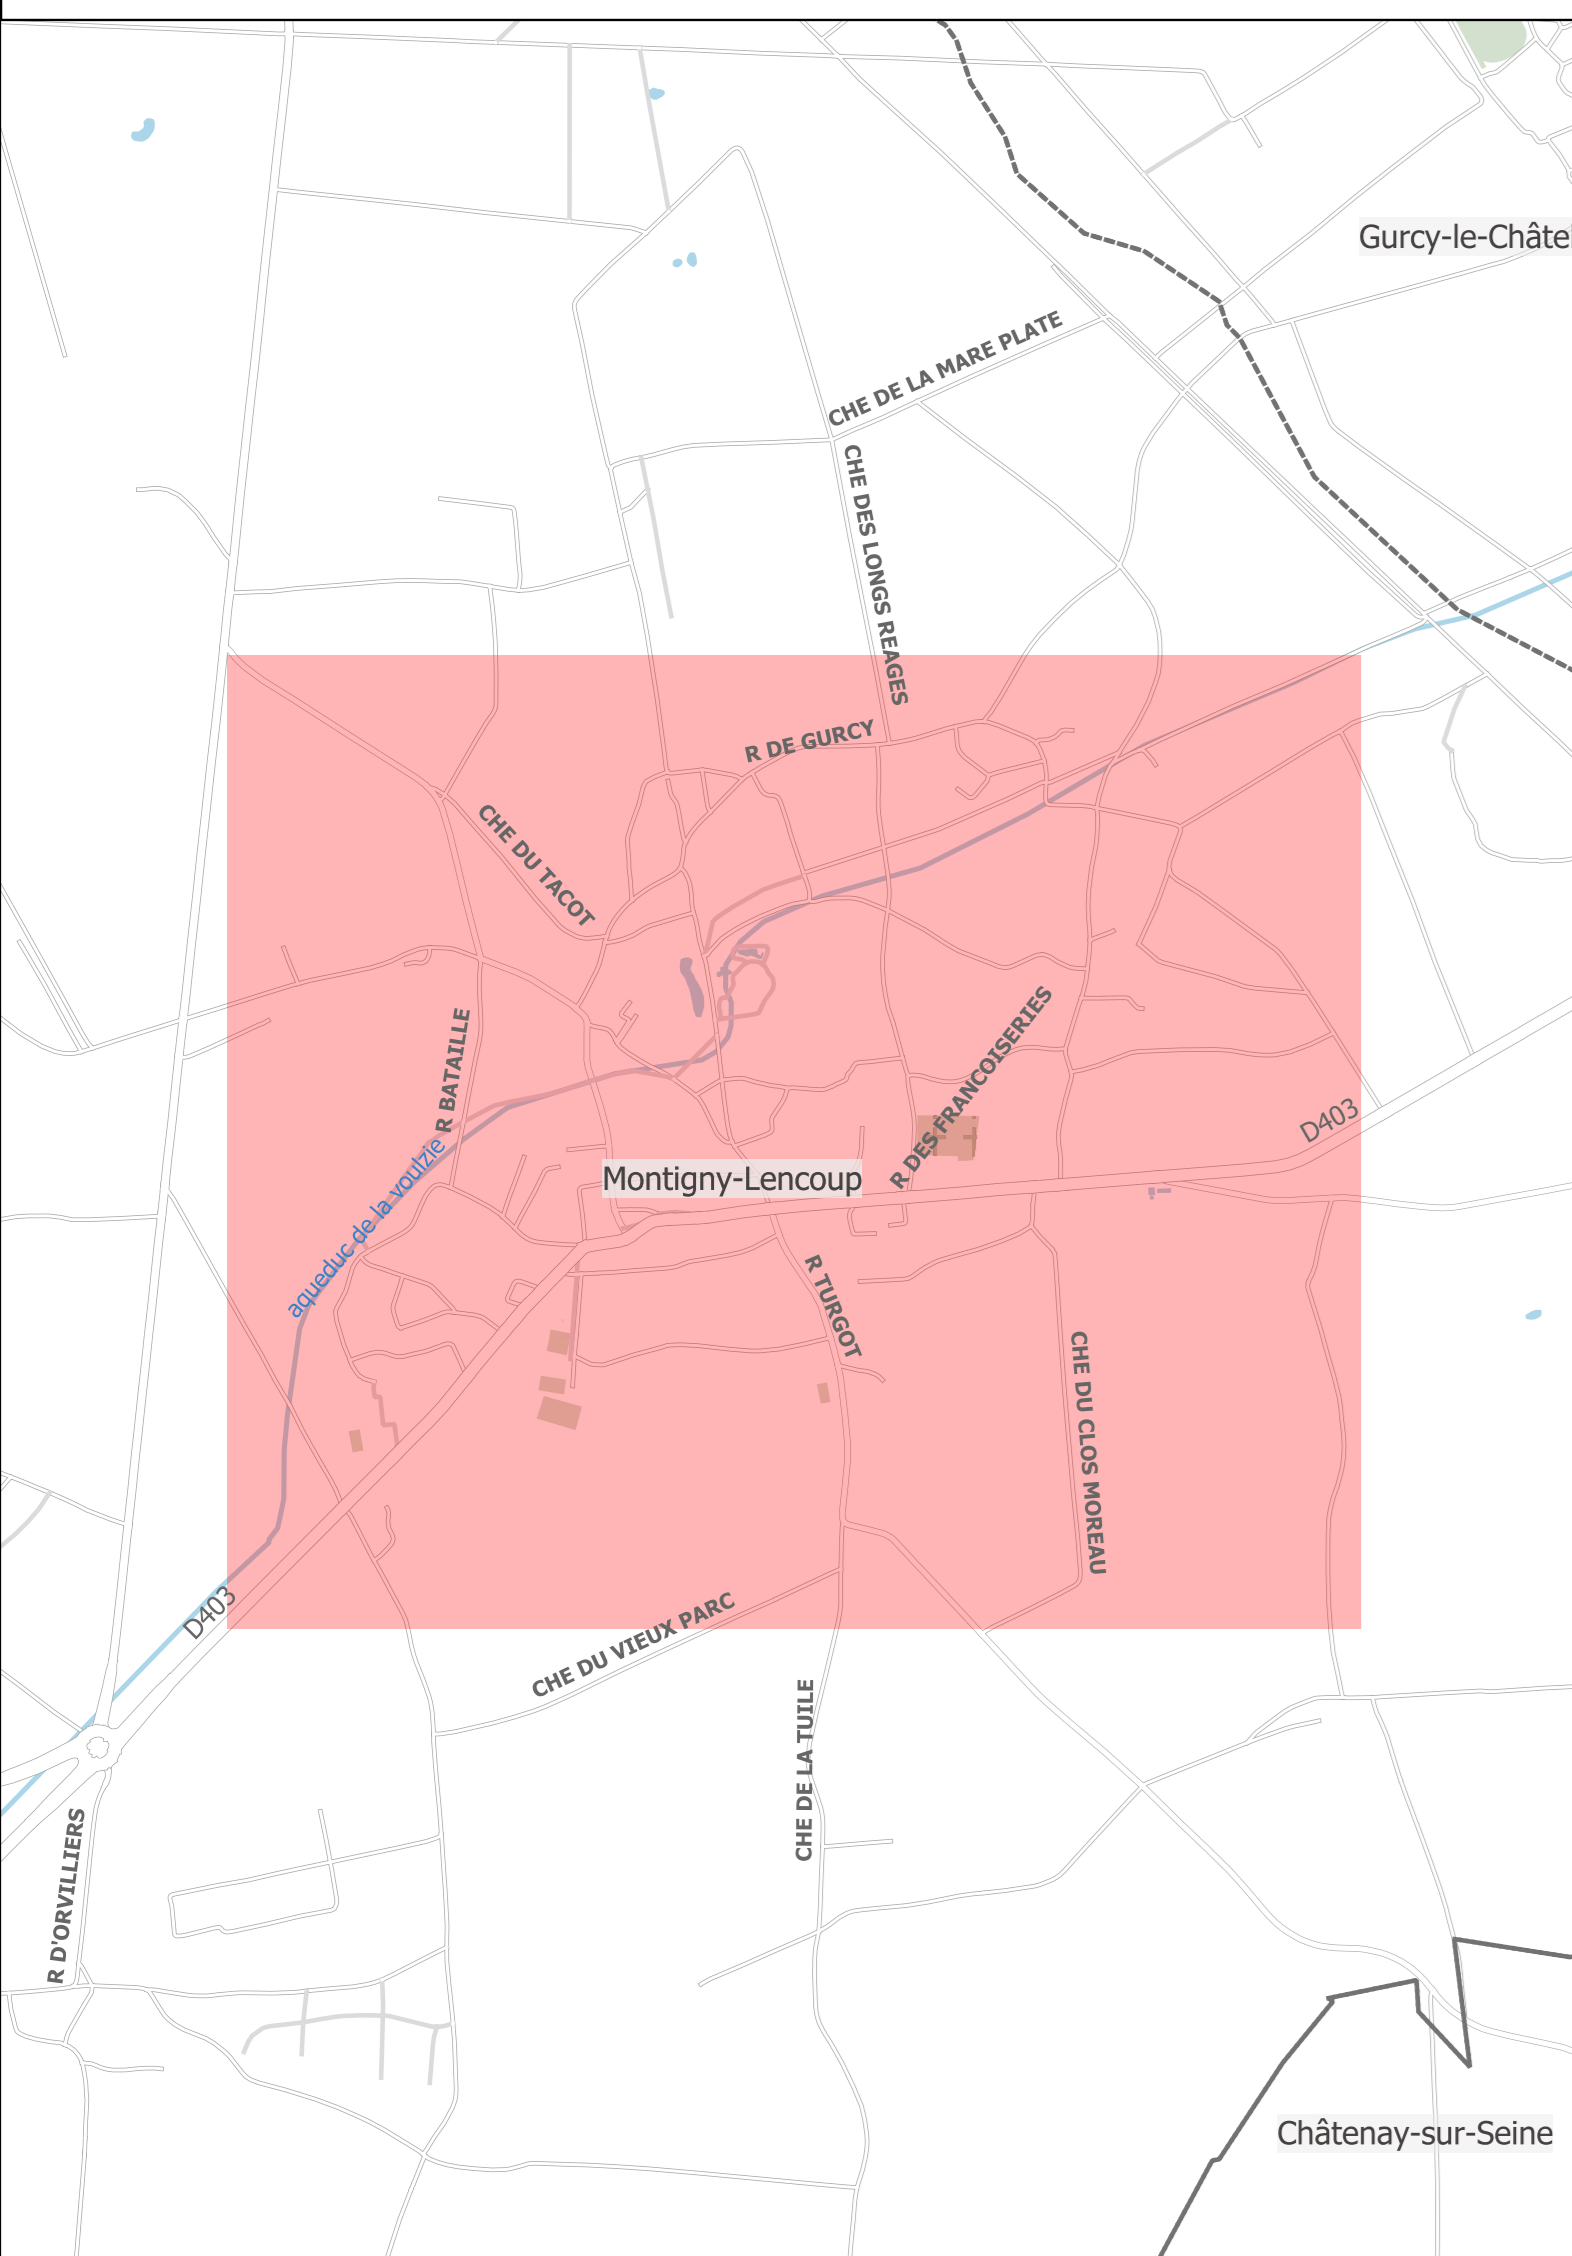 Gurcy-le-Châte
CHE DE LA MARE PLATE
CHE DES LONGS REAGES
R DE GURCY
CHE DU TACOT
R BATAILLE
R DES FRANCOISERIES
D403
aqueduc de la voulzie
Montigny-Lencoup
R TURGOT
CHE DU CLOS MOREAU
D403
CHE DU VIEUX PARC
CHE DE LA TUILE
R D'ORVILLIERS
Châtenay-sur-Seine